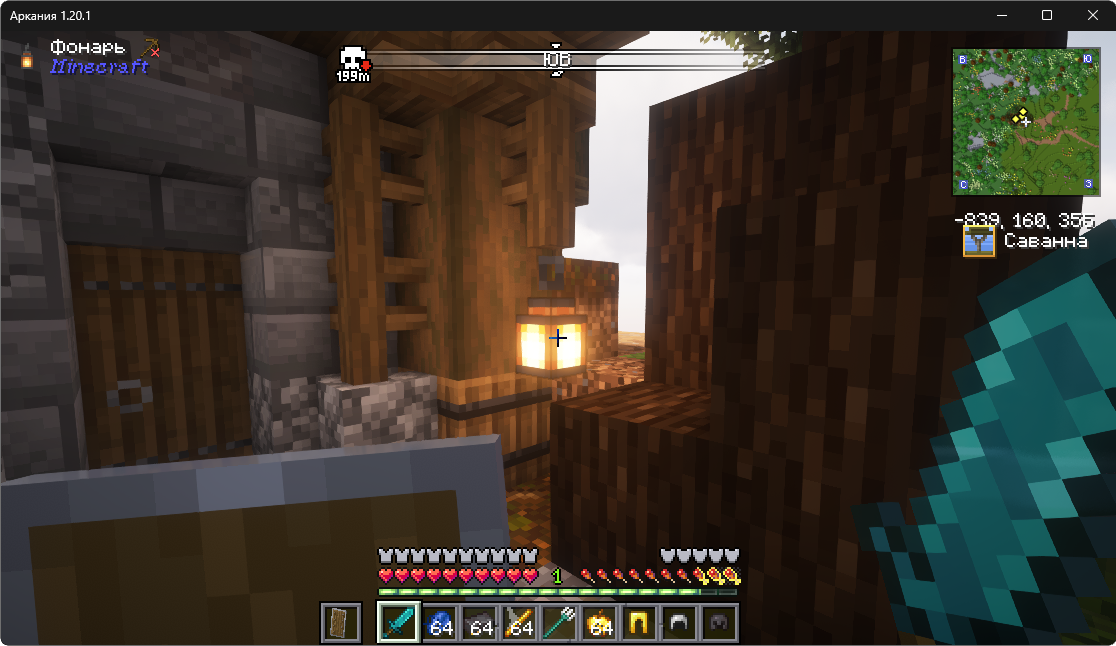 Аркания 1.20.1
Фонарь
Minecraft
199m
ЮВ
В
Ю
С
З
-839, 160, 355
Саванна
1
64
64
64
64